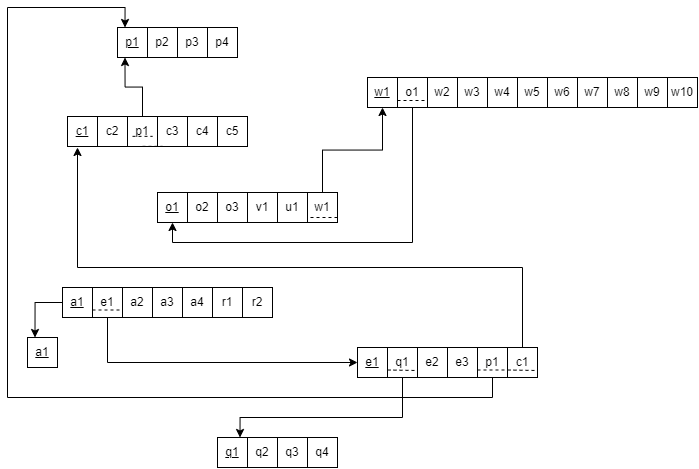 p1 p2 p3 p4
w1 o1 w2 w3 w4 w5 w6 w7 w8 w9 w10
c1 c2 p1 c3 c4 c5
o1 o2 o3 v1 u1 w1
a1 e1 a2 a3 a4 r1 r2
a1
e1 q1 e2 e3 p1 c1
q1 q2 q3 q4